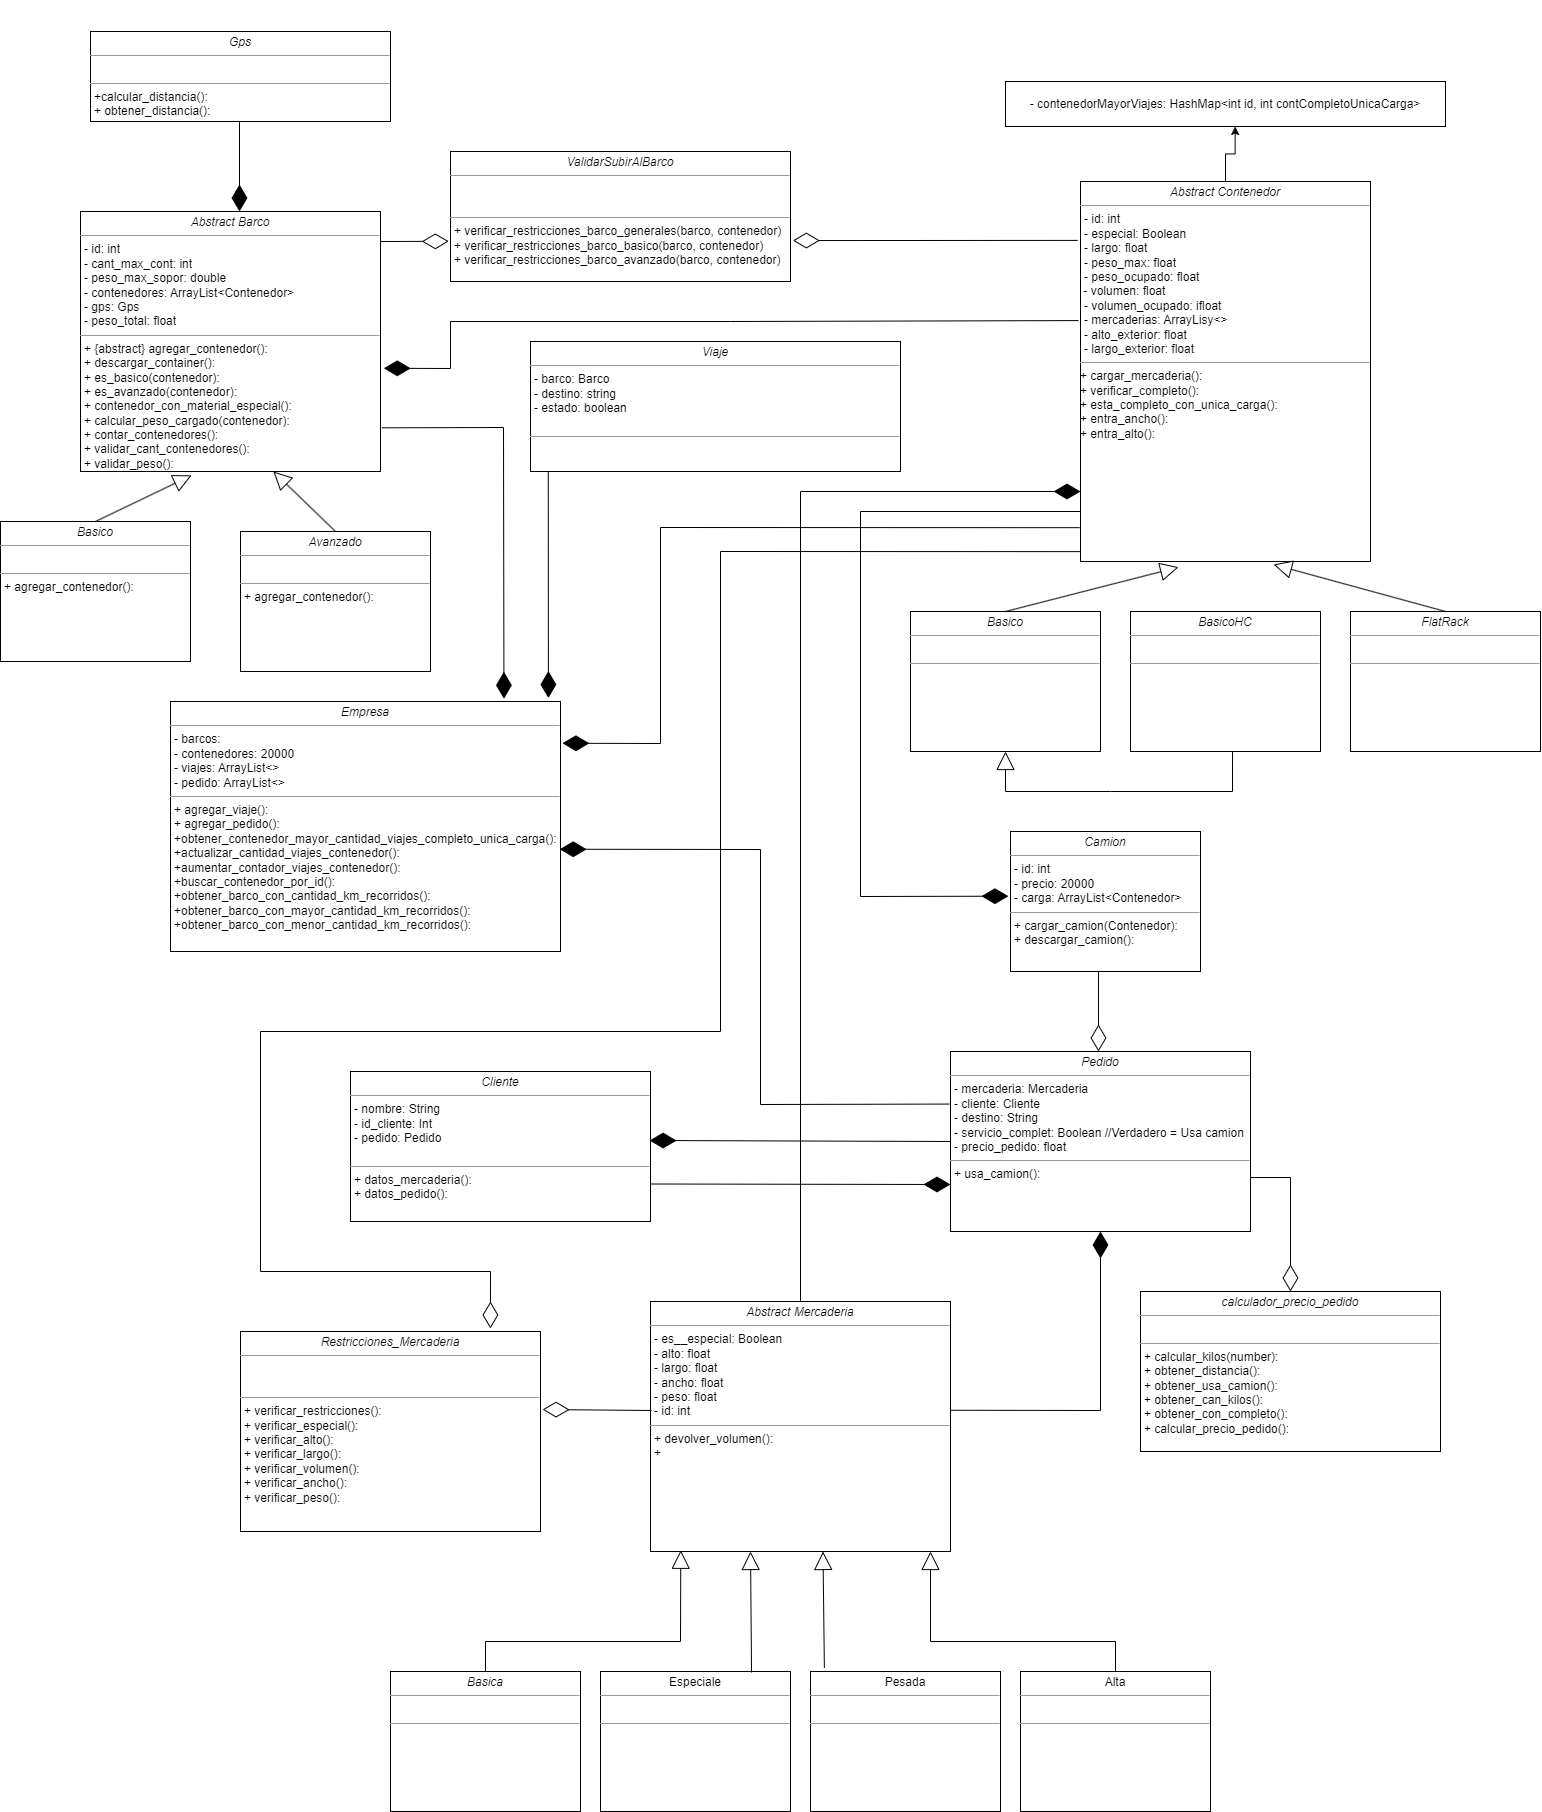 Gps
+calcular_distancia():
+ obtener_distancia():
- contenedorMayorViajes: HashMap<int id, int contCompletoUnicaCarga>
ValidarSubirAlBarco
+ verificar_restricciones_barco_generales(barco, contenedor)
+ verificar_restricciones_barco_basico(barco, contenedor)
+ verificar_restricciones_barco_avanzado(barco, contenedor)
Abstract Barco
- id: int
- cant_max_cont: int
- peso_max_sopor: double
- contenedores: ArrayList<Contenedor>
- gps: Gps
- peso_total: float
+ {abstract} agregar_contenedor():
+ descargar_container():
+ es_basico(contenedor):
+ es_avanzado(contenedor):
+ contenedor_con_material_especial():
+ calcular_peso_cargado(contenedor):
+ contar_contenedores():
+ validar_cant_contenedores():
+ validar_peso():
Abstract Contenedor
- id: int
- especial: Boolean
- largo: float
- peso_max: float
- peso_ocupado: float
- volumen: float
- volumen_ocupado: ifloat
- mercaderias: ArrayLisy<>
- alto_exterior: float
- largo_exterior: float
+ cargar_mercaderia():
+ verificar_completo():
+ esta_completo_con_unica_carga():
+ entra_ancho():
+ entra_alto():
Viaje
- barco: Barco
- destino: string
- estado: boolean
Basico
+ agregar_contenedor():
Avanzado
+ agregar_contenedor():
Basico
BasicoHC
FlatRack
Empresa
- barcos:
- contenedores: 20000
- viajes: ArrayList<>
- pedido: ArrayList<>
+ agregar_viaje():
+ agregar_pedido():
+obtener_contenedor_mayor_cantidad_viajes_completo_unica_carga():
+actualizar_cantidad_viajes_contenedor():
+aumentar_contador_viajes_contenedor():
+buscar_contenedor_por_id():
+obtener_barco_con_cantidad_km_recorridos():
+obtener_barco_con_mayor_cantidad_km_recorridos():
+obtener_barco_con_menor_cantidad_km_recorridos():
Camion
- id: int
- precio: 20000
- carga: ArrayList<Contenedor>
+ cargar_camion(Contenedor):
+ descargar_camion():
Cliente
- nombre: String
- id_cliente: Int
- pedido: Pedido
+ datos_mercaderia():
+ datos_pedido():
Pedido
- mercaderia: Mercaderia
- cliente: Cliente
- destino: String
- servicio_complet: Boolean //Verdadero = Usa camion
- precio_pedido: float
+ usa_camion():
Restricciones_Mercaderia
+ verificar_restricciones():
+ verificar_especial():
+ verificar_alto():
+ verificar_largo():
+ verificar_volumen():
+ verificar_ancho():
+ verificar_peso():
Abstract Mercaderia
- es__especial: Boolean
- alto: float
- largo: float
- ancho: float
- peso: float
- id: int
+ devolver_volumen():
+
calculador_precio_pedido
+ calcular_kilos(number):
+ obtener_distancia():
+ obtener_usa_camion():
+ obtener_can_kilos():
+ obtener_con_completo():
+ calcular_precio_pedido():
Basica
Especiale
Pesada
Alta